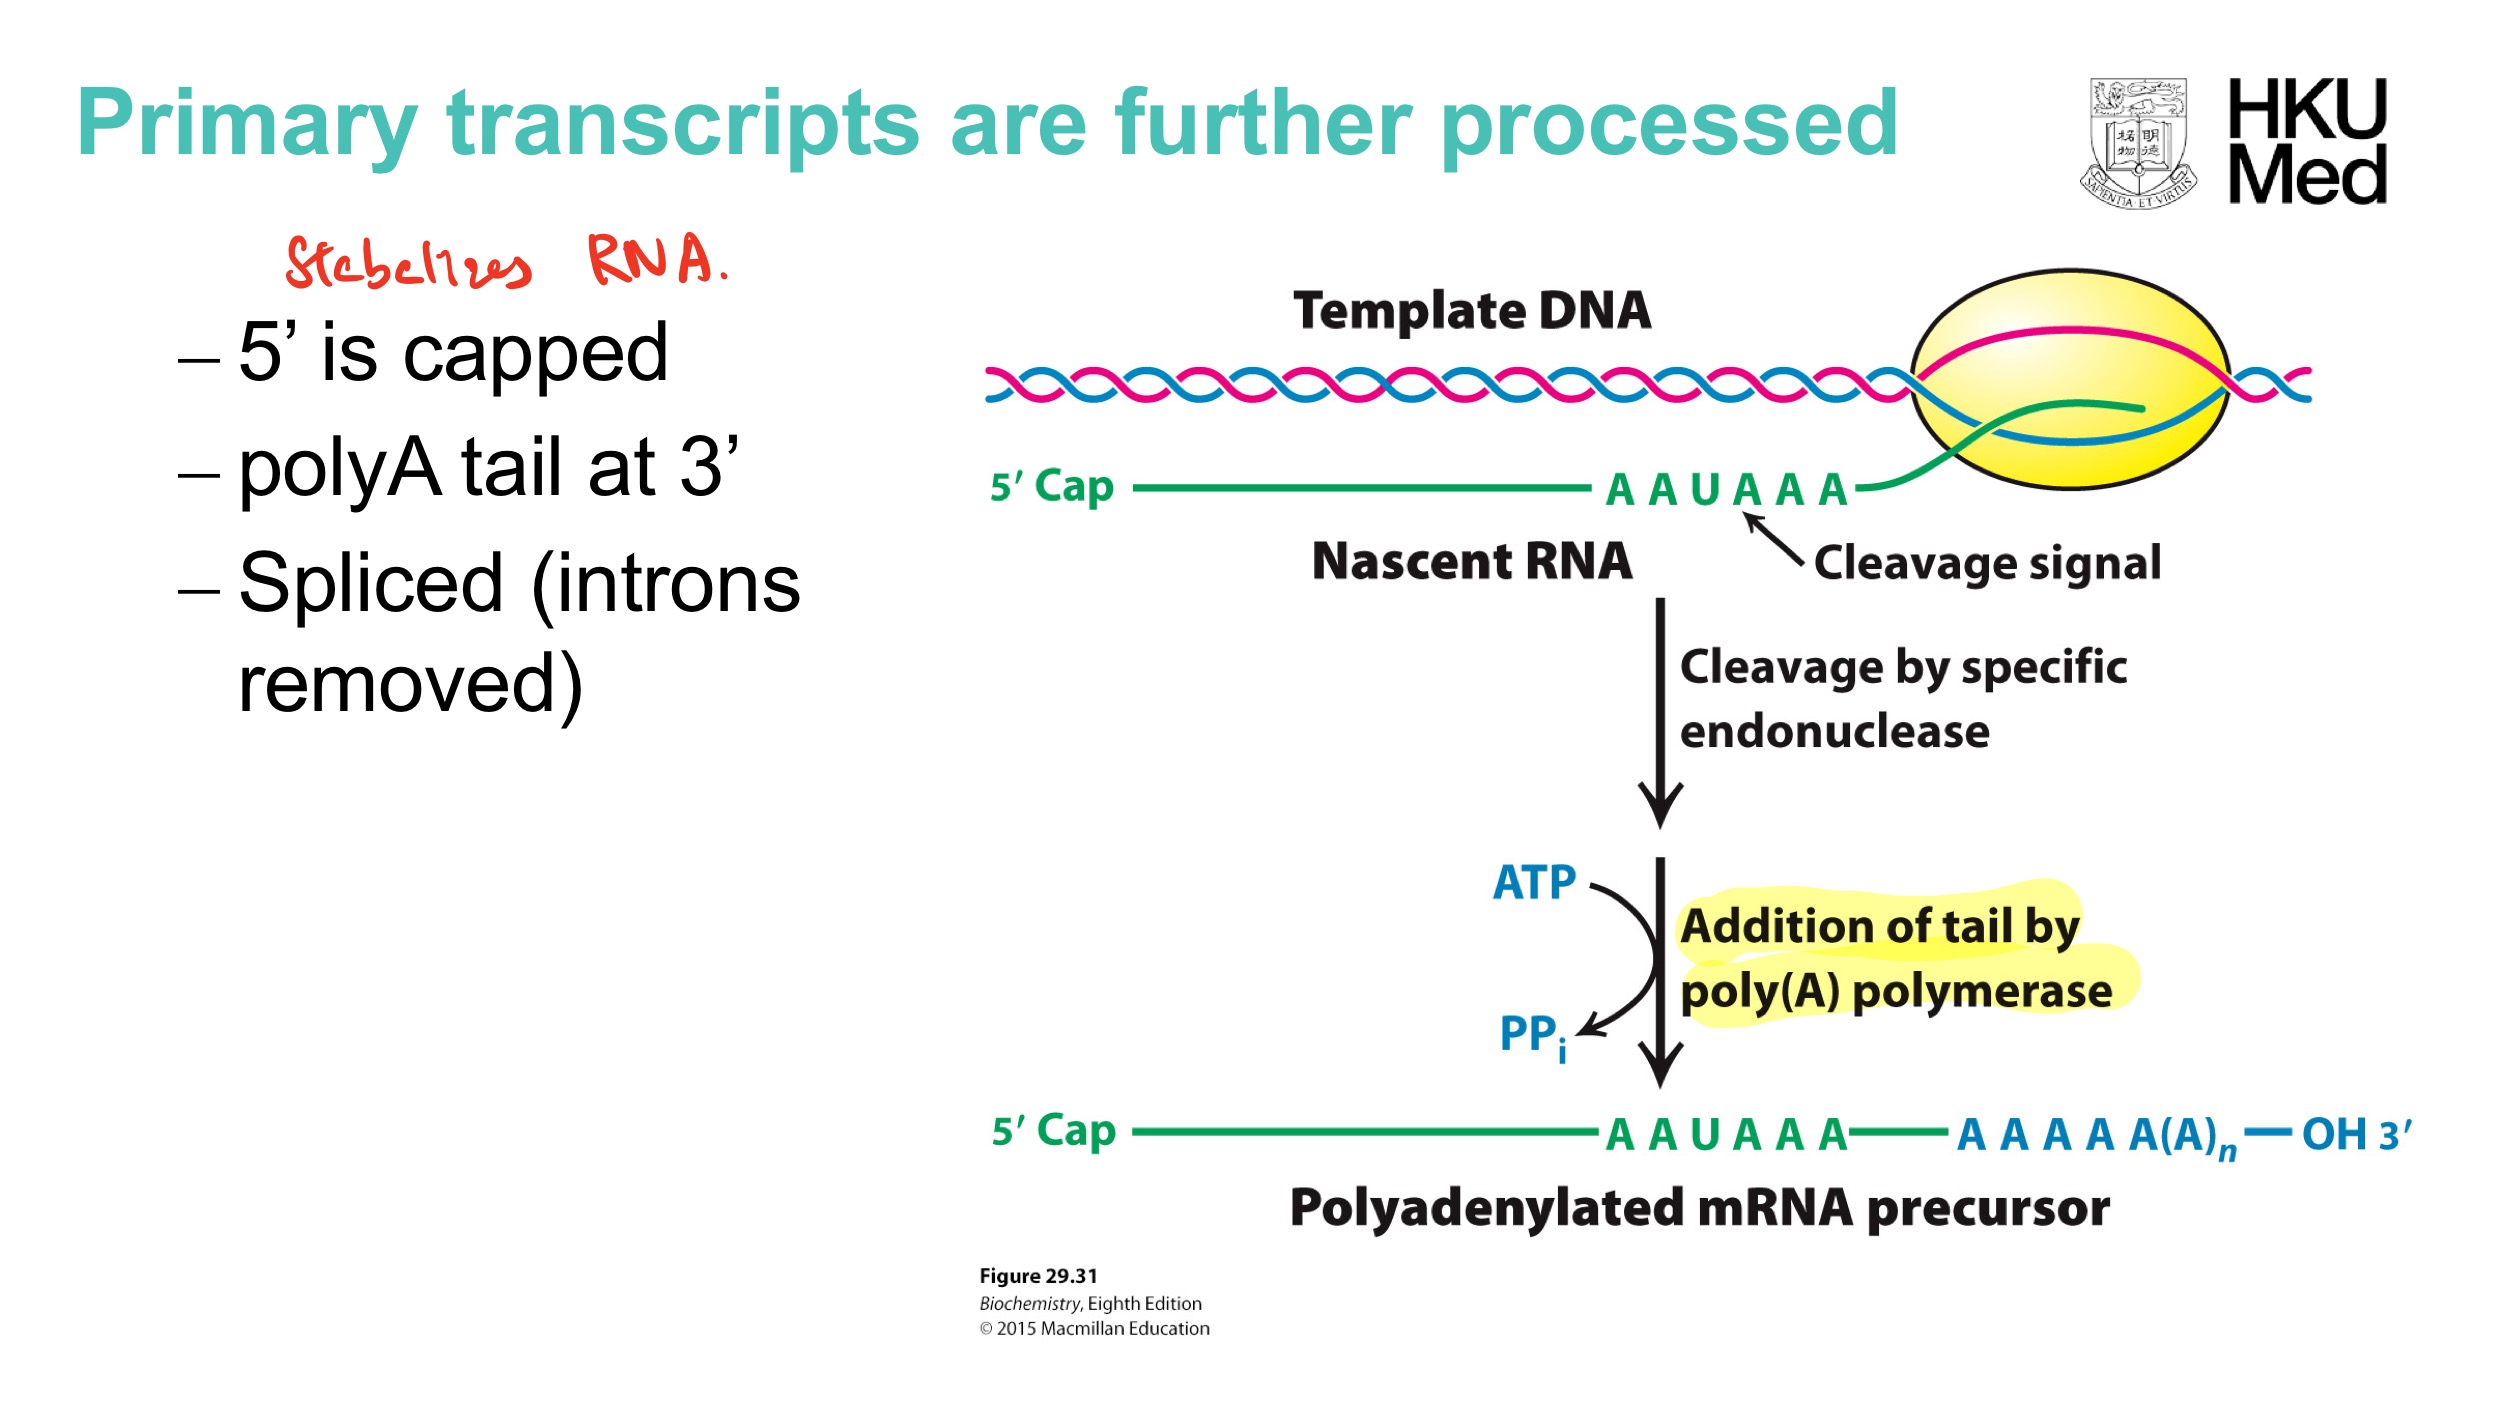 Primary transcripts are further processed
明德
格物
SAPIENTIA·ET·VIRTUS
HKU
Med
Stebelizes RNA.
– 5’ is capped
– polyA tail at 3’
– Spliced (introns
removed)
Template DNA
5′ Cap
A A U A A A
Nascent RNA
Cleavage signal
Cleavage by specific
endonuclease
ATP
Addition of tail by
poly(A) polymerase
PPi
5′ Cap
A A U A A A
A A A A A(A)n
OH 3′
Polyadenylated mRNA precursor
Figure 29.31
Biochemistry, Eighth Edition
© 2015 Macmillan Education